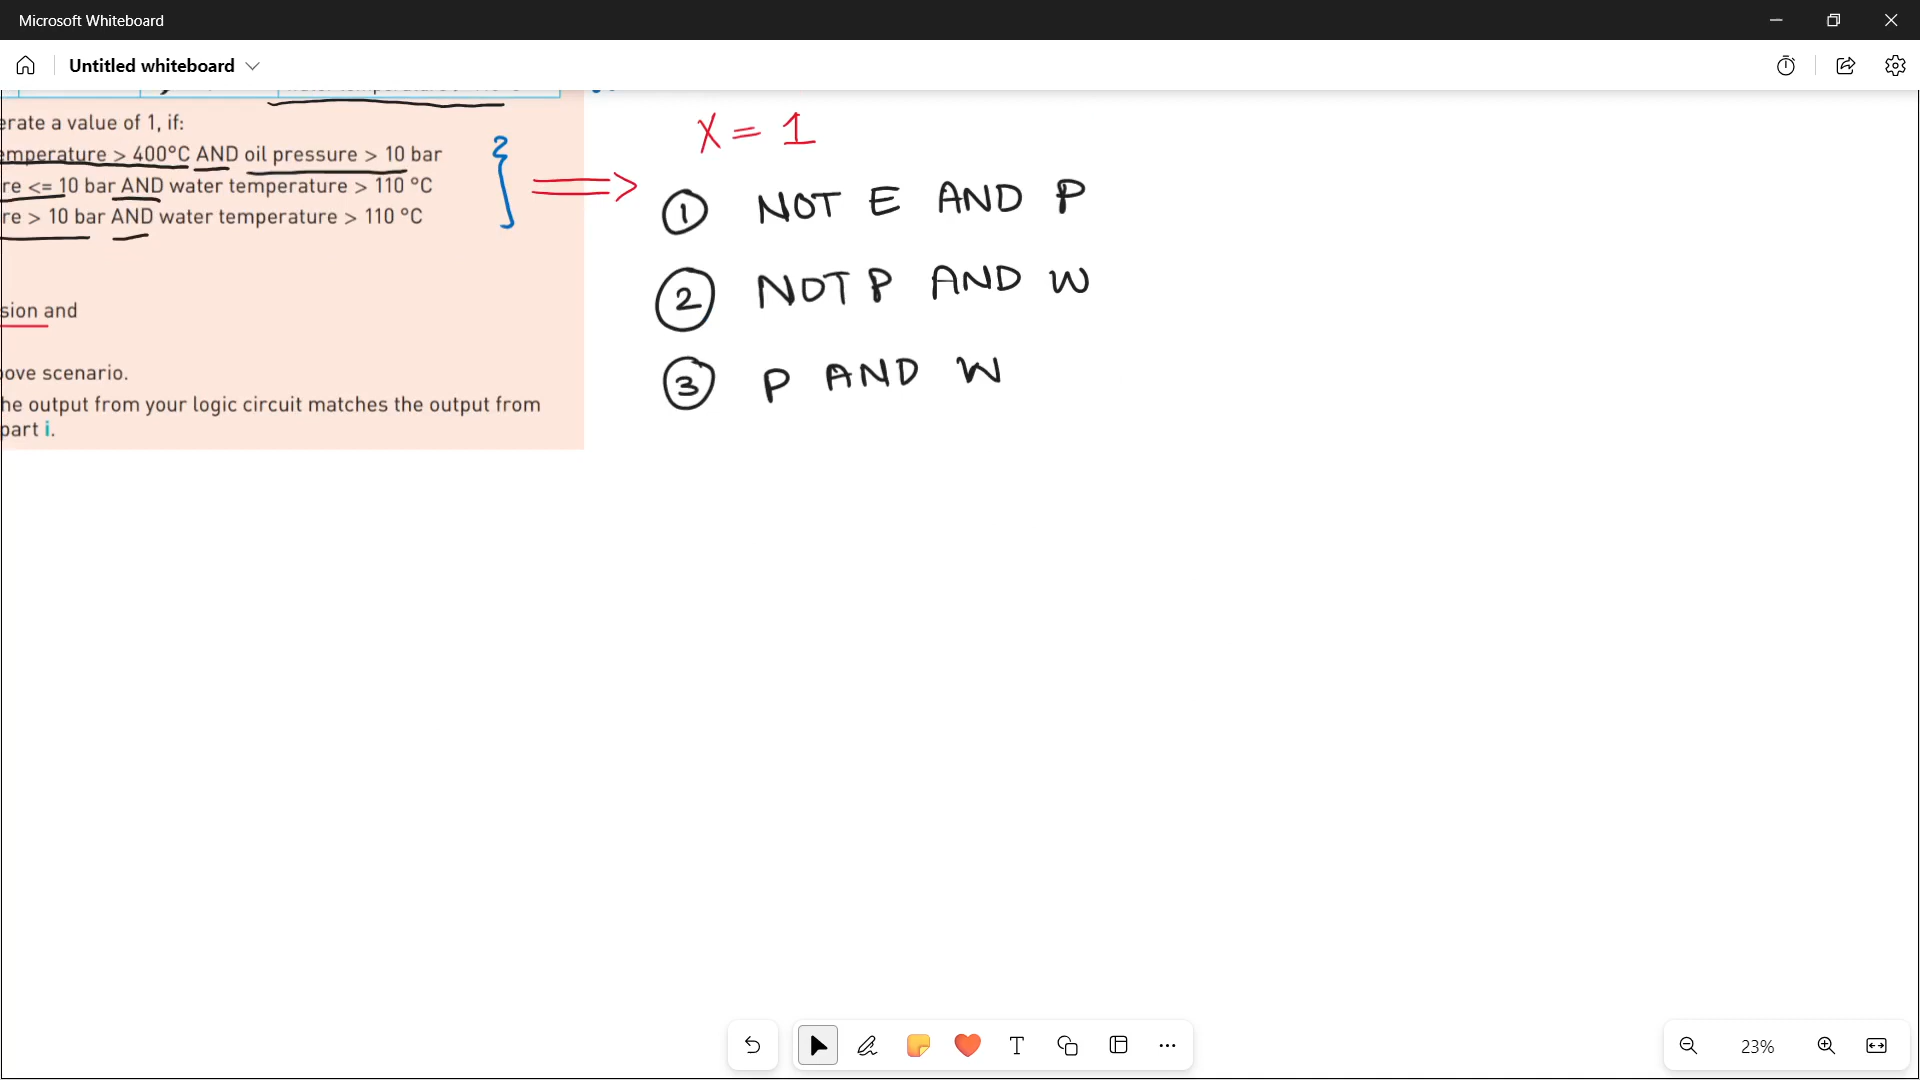 Microsoft Whiteboard
Untitled whiteboard
erate a value of 1, if:
emperature > 400°C AND oil pressure > 10 bar
re <= 10 bar AND water temperature > 110 °C
re > 10 bar AND water temperature > 110 °C
sion and
ove scenario.
he output from your logic circuit matches the output from
part i.
X = 1
① NOT E AND P
② NOT P AND W
③ P AND W
23%